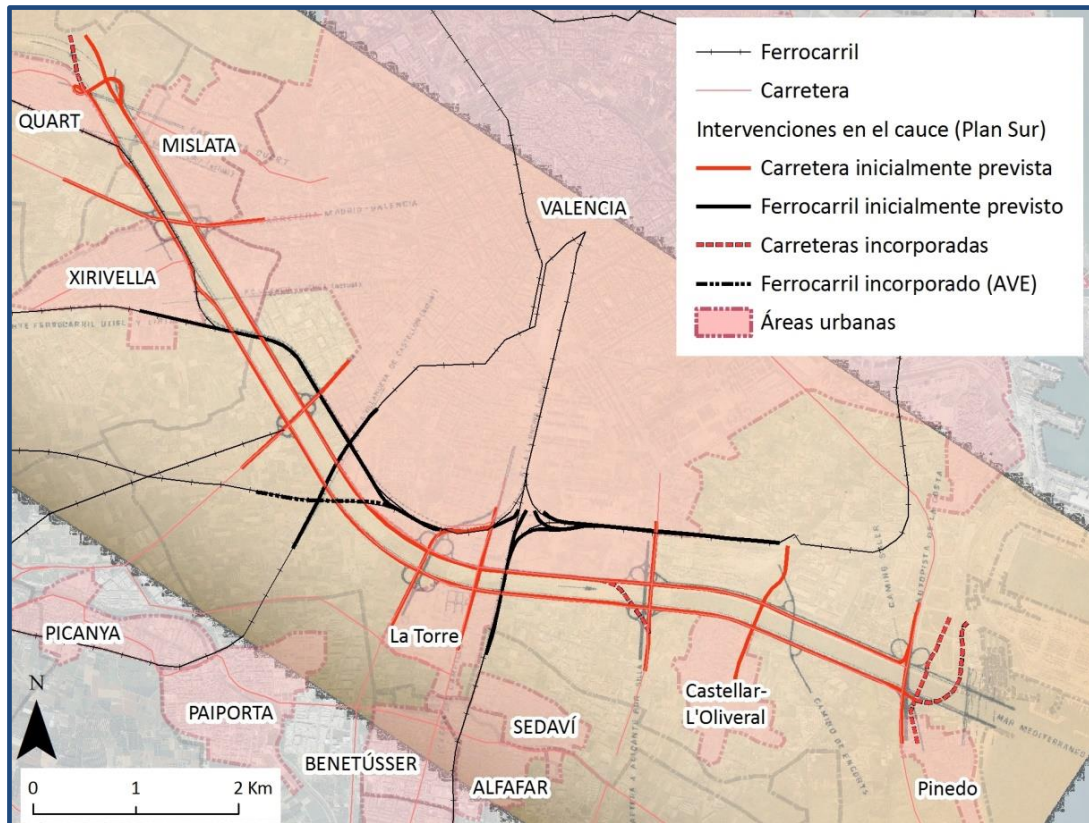 Ferrocarril
Carretera
Intervenciones en el cauce (Plan Sur)
Carretera inicialmente prevista
Ferrocarril inicialmente previsto
Carreteras incorporadas
Ferrocarril incorporado (AVE)
Áreas urbanas
QUART
MISLATA
VALENCIA
XIRIVELLA
La Torre
PICANYA
Castellar-
L'Oliveral
PAIPORTA
SEDAVÍ
BENETÚSSER
ALFAFAR
Pinedo
MAR MEDITERRANEO
N
0 1 2 Km